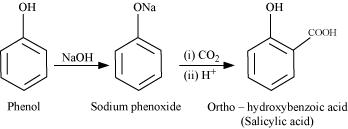 OH
ONa
OH
COOH
NaOH
(i) CO₂
(ii) H⁺
Phenol
Sodium phenoxide
Ortho – hydroxybenzoic acid
(Salicylic acid)